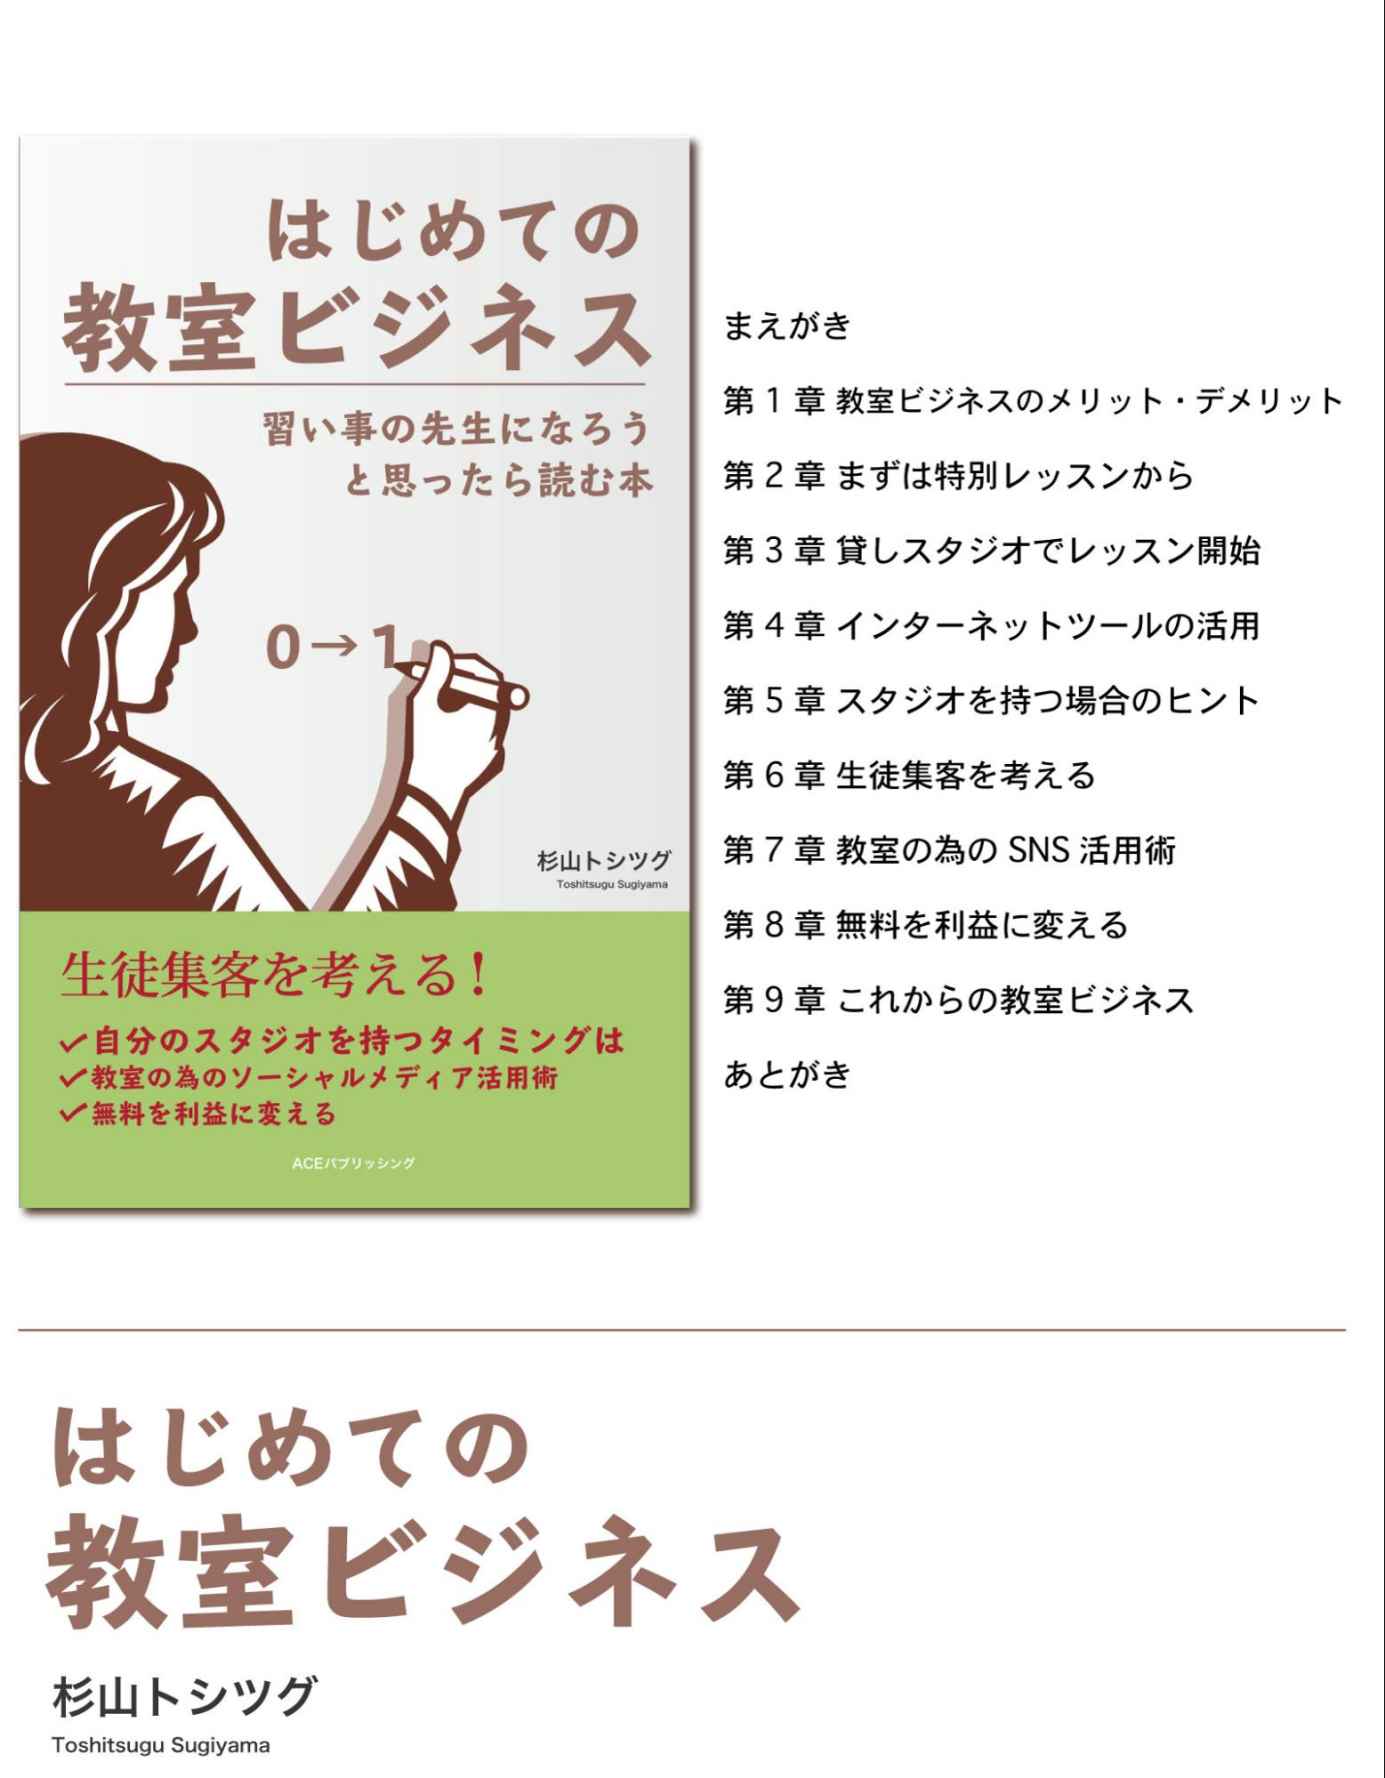 はじめての
教室ビジネス
習い事の先生になろう
と思ったら読む本
0→1
杉山トシツグ
Toshitsugu Sugiyama
生徒集客を考える！
✓自分のスタジオを持つタイミングは
✓教室の為のソーシャルメディア活用術
✓無料を利益に変える
ACEパブリッシング
まえがき
第 1 章 教室ビジネスのメリット・デメリット
第 2 章 まずは特別レッスンから
第 3 章 貸しスタジオでレッスン開始
第 4 章 インターネットツールの活用
第 5 章 スタジオを持つ場合のヒント
第 6 章 生徒集客を考える
第 7 章 教室の為の SNS 活用術
第 8 章 無料を利益に変える
第 9 章 これからの教室ビジネス
あとがき
はじめての
教室ビジネス
杉山トシツグ
Toshitsugu Sugiyama